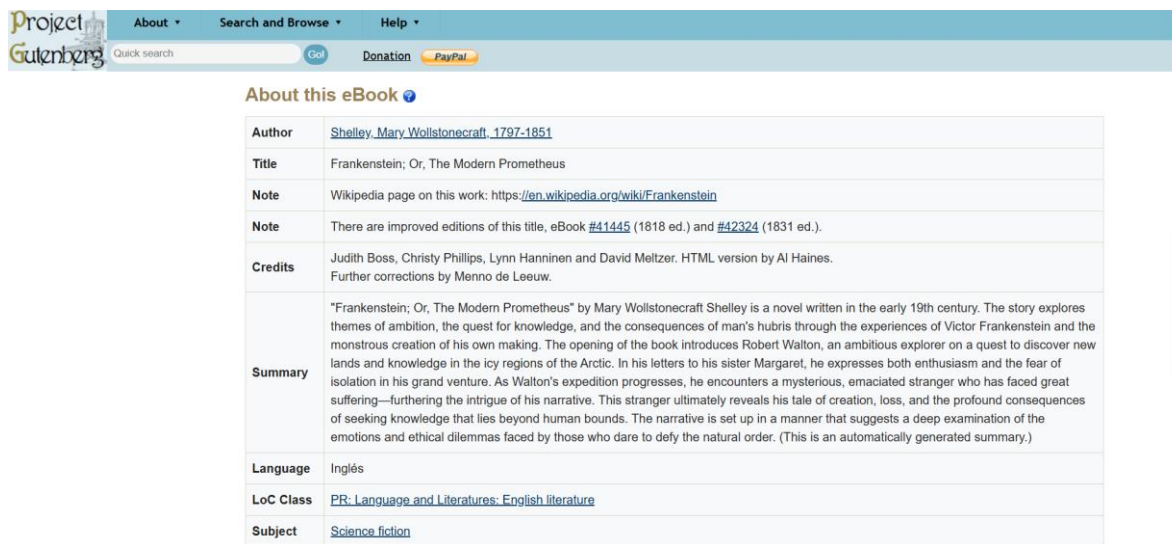 Project Gutenberg
About ▾ Search and Browse ▾ Help ▾
Quick search Go! Donation PayPal
About this eBook ?
Author Shelley, Mary Wollstonecraft, 1797-1851
Title Frankenstein; Or, The Modern Prometheus
Note Wikipedia page on this work: https://en.wikipedia.org/wiki/Frankenstein
Note There are improved editions of this title, eBook #41445 (1818 ed.) and #42324 (1831 ed.).
Credits Judith Boss, Christy Phillips, Lynn Hanninen and David Meltzer. HTML version by Al Haines.
Further corrections by Menno de Leeuw.
Summary "Frankenstein; Or, The Modern Prometheus" by Mary Wollstonecraft Shelley is a novel written in the early 19th century. The story explores
themes of ambition, the quest for knowledge, and the consequences of man's hubris through the experiences of Victor Frankenstein and the
monstrous creation of his own making. The opening of the book introduces Robert Walton, an ambitious explorer on a quest to discover new
lands and knowledge in the icy regions of the Arctic. In his letters to his sister Margaret, he expresses both enthusiasm and the fear of
isolation in his grand venture. As Walton's expedition progresses, he encounters a mysterious, emaciated stranger who has faced great
suffering—furthering the intrigue of his narrative. This stranger ultimately reveals his tale of creation, loss, and the profound consequences
of seeking knowledge that lies beyond human bounds. The narrative is set up in a manner that suggests a deep examination of the
emotions and ethical dilemmas faced by those who dare to defy the natural order. (This is an automatically generated summary.)
Language Inglés
LoC Class PR: Language and Literatures: English literature
Subject Science fiction